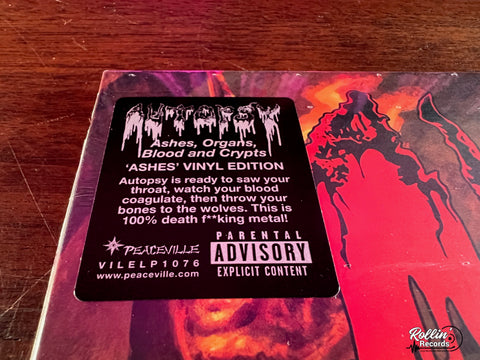 AUTOPSY
Ashes, Organs,
Blood and Crypts
'ASHES' VINYL EDITION
Autopsy is ready to saw your
throat, watch your blood
coagulate, then throw your
bones to the wolves. This is
100% death f**king metal!
PEACEVILLE
VILELP1076
www.peaceville.com
PARENTAL
ADVISORY
EXPLICIT CONTENT
Rollin'
Records